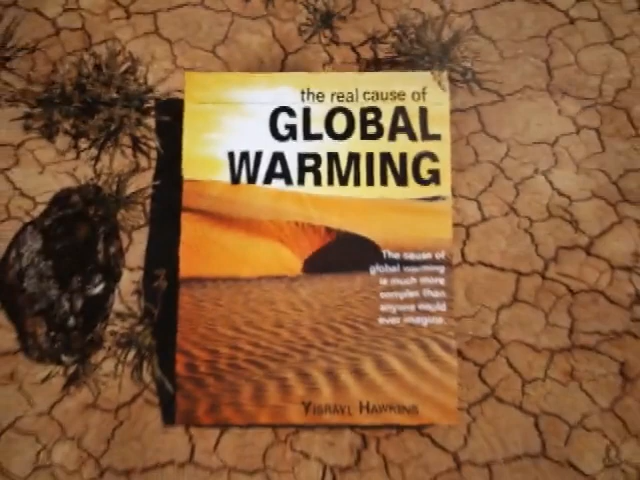 the real cause of
GLOBAL
WARMING
The cause of
global warming
is much more
complex than
anyone would
ever imagine.
YISRAYL HAWKINS